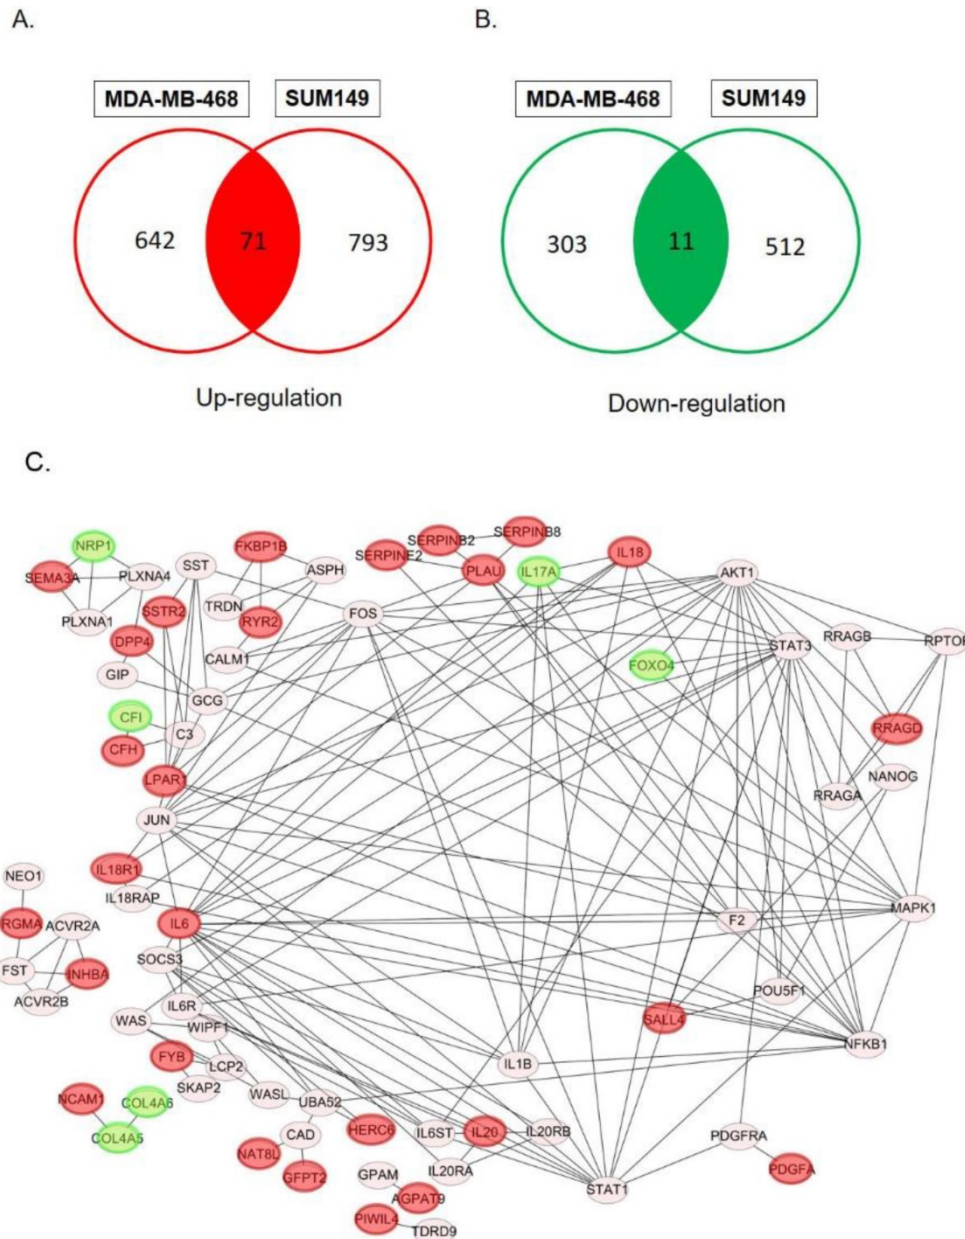 A.
B.
MDA-MB-468
SUM149
MDA-MB-468
SUM149
642
71
793
303
11
512
Up-regulation
Down-regulation
C.
NRP1
SEMA3A
PLXNA4
PLXNA1
SST
FKBP1B
ASPH
TRDN
RYR2
SSTR2
DPP4
CALM1
GIP
GCG
CFI
CFH
C3
LPAR1
JUN
FOS
SERPINE2
SERPINB2
SERPINB8
PLAU
IL17A
IL18
AKT1
STAT3
RRAGB
RPTOR
FOXO4
RRAGD
NANOG
RRAGA
IL18R1
IL18RAP
NEO1
RGMA
ACVR2A
FST
INHBA
ACVR2B
IL6
SOCS3
IL6R
WAS
WIPF1
FYB
LCP2
SKAP2
WASL
UBA52
NCAM1
COL4A6
COL4A5
CAD
HERC6
NAT8L
GFPT2
IL6ST
IL20
IL20RB
IL20RA
GPAM
AGPAT9
PIWIL4
TDRD9
F2
MAPK1
POU5F1
SALL4
NFKB1
IL1B
STAT1
PDGFRA
PDGFA